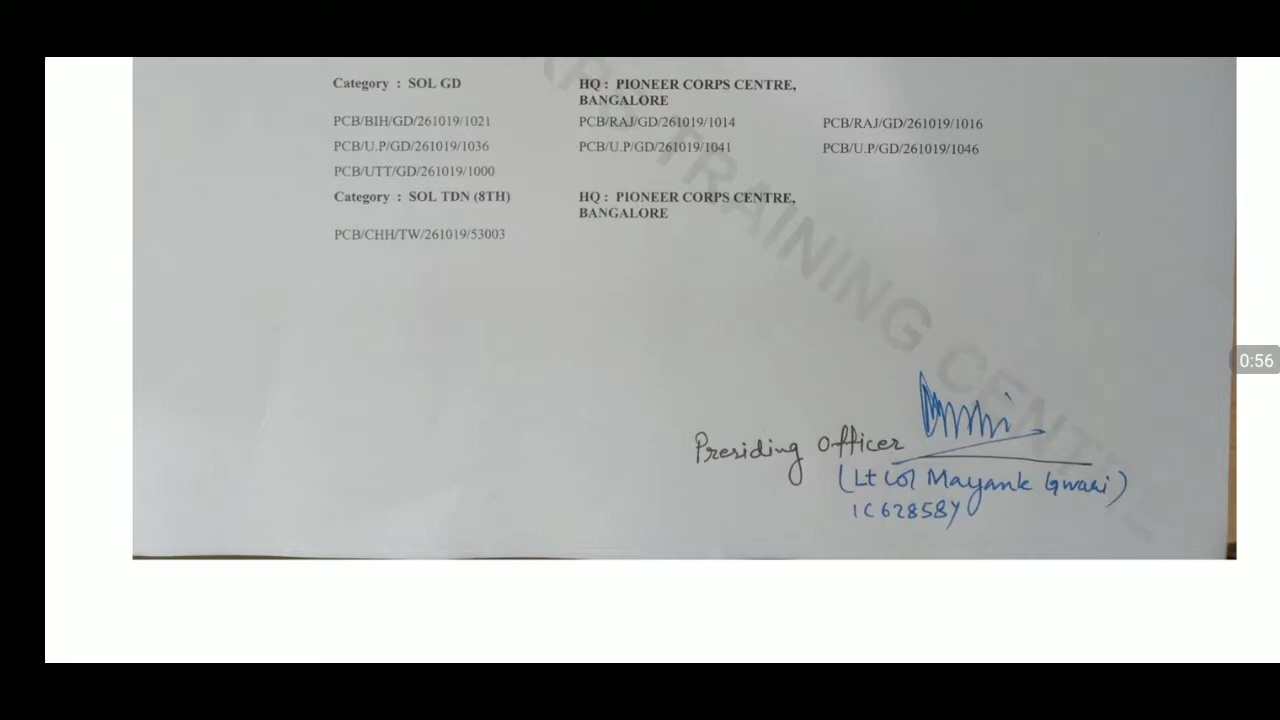 Category : SOL GD HQ : PIONEER CORPS CENTRE,
BANGALORE
PCB/BIH/GD/261019/1021 PCB/RAJ/GD/261019/1014 PCB/RAJ/GD/261019/1016
PCB/U.P/GD/261019/1036 PCB/U.P/GD/261019/1041 PCB/U.P/GD/261019/1046
PCB/UTT/GD/261019/1000
Category : SOL TDN (8TH) HQ : PIONEER CORPS CENTRE,
BANGALORE
PCB/CHH/TW/261019/53003
TRAINING CENTRE
0:56
Presiding Officer
(Lt Col Mayank Gwari)
IC62858Y